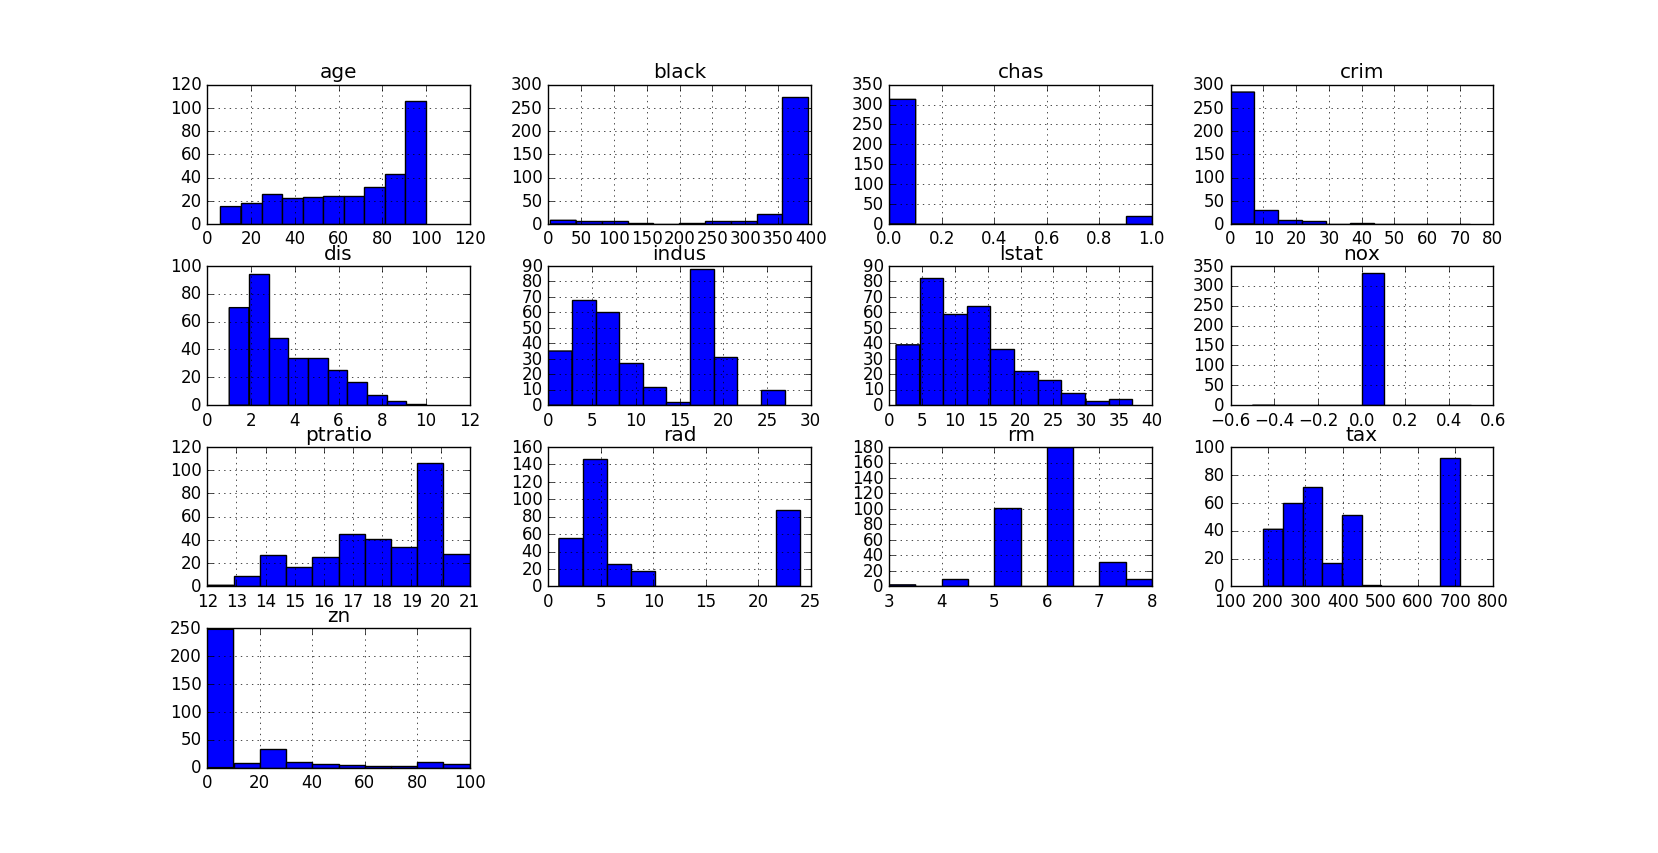 age black chas crim
120 300 350 300
100 250 300 250
80 200 250 200
60 150 200 150
40 100 150 100
20 50 100 50
0 0 50 0
0
0 20 40 60 80 100 120 0 50 100 150 200 250 300 350 400 0.0 0.2 0.4 0.6 0.8 1.0 0 10 20 30 40 50 60 70 80
dis indus lstat nox
100 90 90 350
80 80 80 300
60 70 70 250
40 60 60 200
20 50 50 150
0 40 40 100
30 30 50
20 20 0
10 10
0 0
0 2 4 6 8 10 12 0 5 10 15 20 25 30 0 5 10 15 20 25 30 35 40 −0.6 −0.4 −0.2 0.0 0.2 0.4 0.6
ptratio rad rm tax
120 160 180 100
100 140 160 80
80 120 140 60
60 100 120 40
40 80 100 20
20 60 80 0
0 40 60
20 40
0 20
0
12 13 14 15 16 17 18 19 20 21 0 5 10 15 20 25 3 4 5 6 7 8 100 200 300 400 500 600 700 800
zn
250
200
150
100
50
0
0 20 40 60 80 100